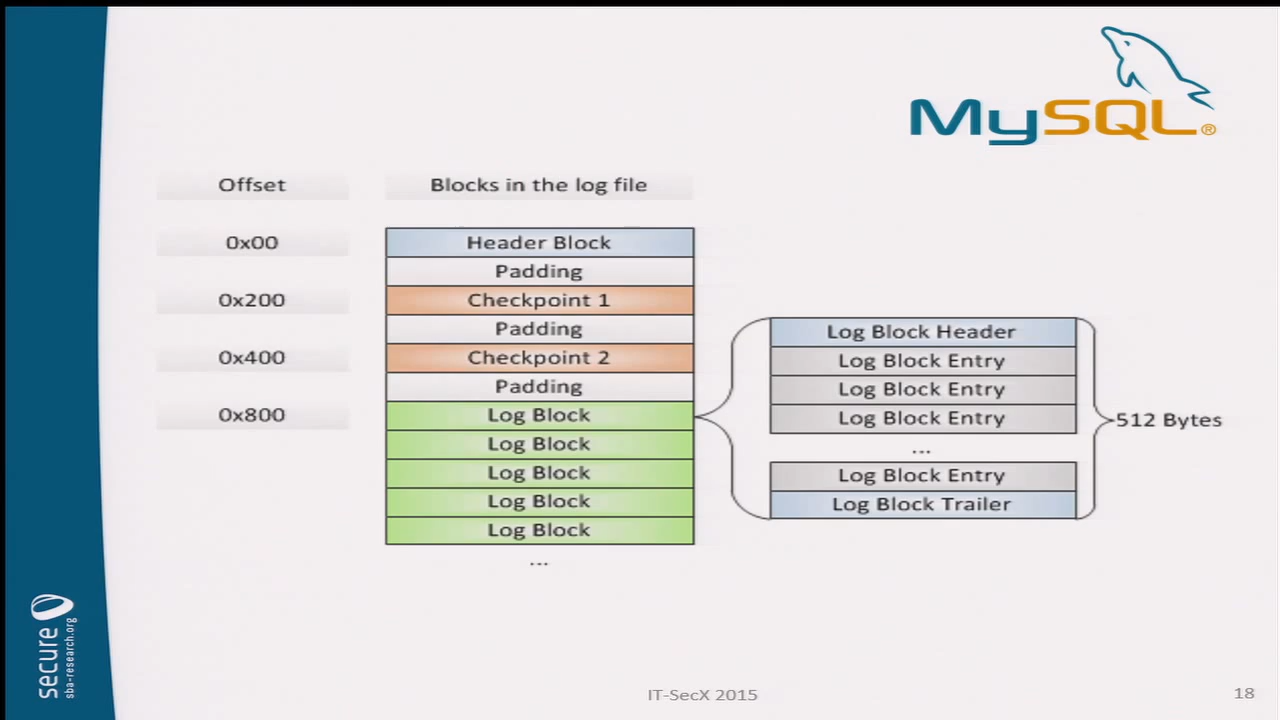 MySQL®
Offset Blocks in the log file
0x00 Header Block
Padding
0x200 Checkpoint 1
Padding
0x400 Checkpoint 2
Padding
0x800 Log Block
Log Block
Log Block
Log Block
Log Block
...
Log Block Header
Log Block Entry
Log Block Entry
Log Block Entry
...
Log Block Entry
Log Block Trailer
512 Bytes
secure
sba-research.org
IT-SecX 2015
18